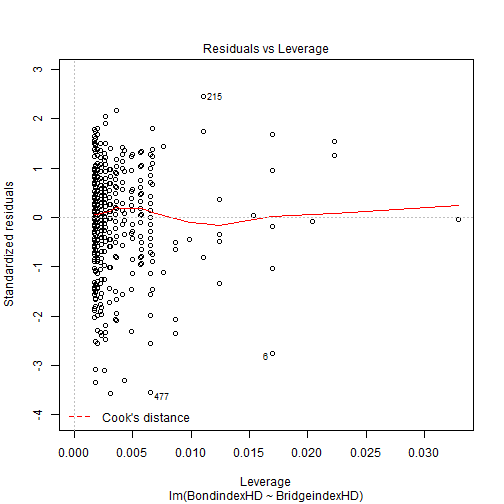 Residuals vs Leverage
3
2
1
0
-1
-2
-3
-4
Standardized residuals
215
6
477
Cook's distance
0.000 0.005 0.010 0.015 0.020 0.025 0.030
Leverage
lm(BondindexHD ~ BridgeindexHD)